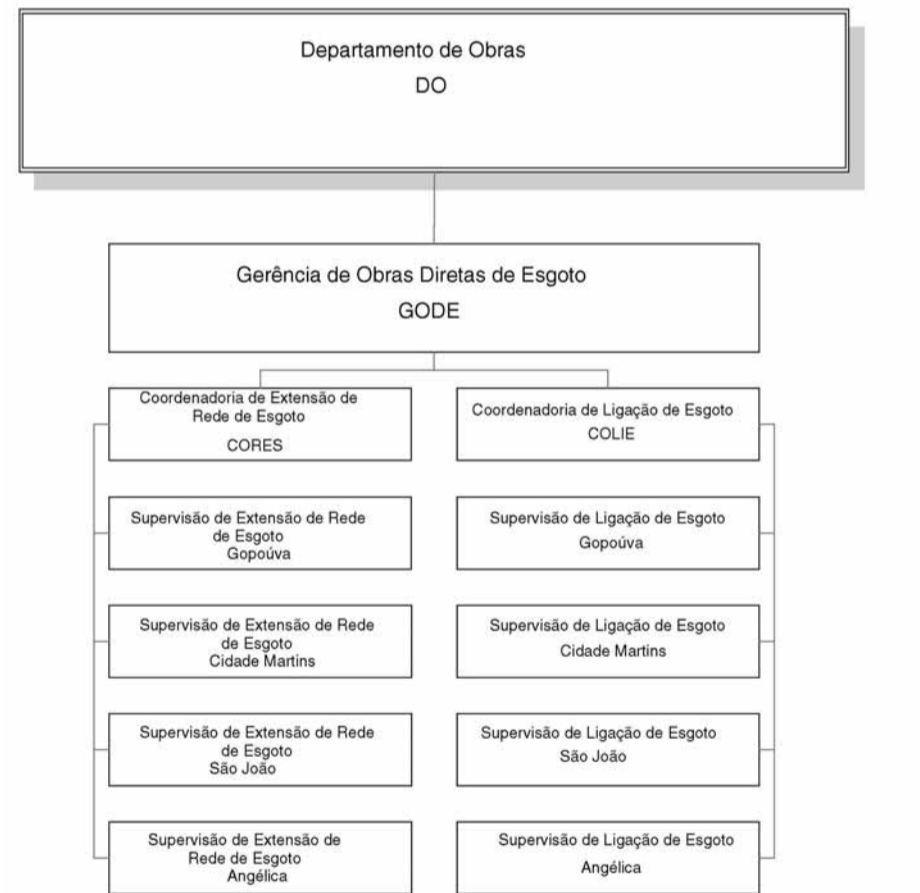 Departamento de Obras
DO
Gerência de Obras Diretas de Esgoto
GODE
Coordenadoria de Extensão de
Rede de Esgoto
CORES
Coordenadoria de Ligação de Esgoto
COLIE
Supervisão de Extensão de Rede
de Esgoto
Gopoúva
Supervisão de Ligação de Esgoto
Gopoúva
Supervisão de Extensão de Rede
de Esgoto
Cidade Martins
Supervisão de Ligação de Esgoto
Cidade Martins
Supervisão de Extensão de Rede
de Esgoto
São João
Supervisão de Ligação de Esgoto
São João
Supervisão de Extensão de
Rede de Esgoto
Angélica
Supervisão de Ligação de Esgoto
Angélica